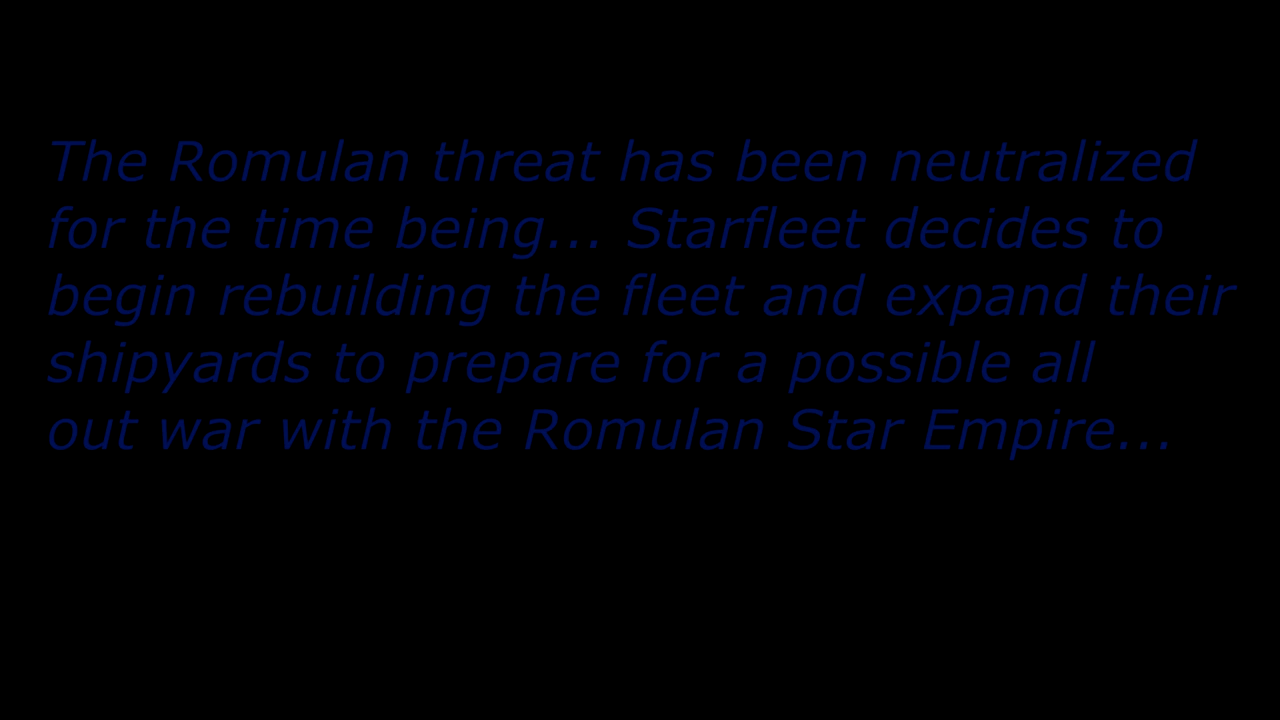 The Romulan threat has been neutralized
for the time being... Starfleet decides to
begin rebuilding the fleet and expand their
shipyards to prepare for a possible all
out war with the Romulan Star Empire...